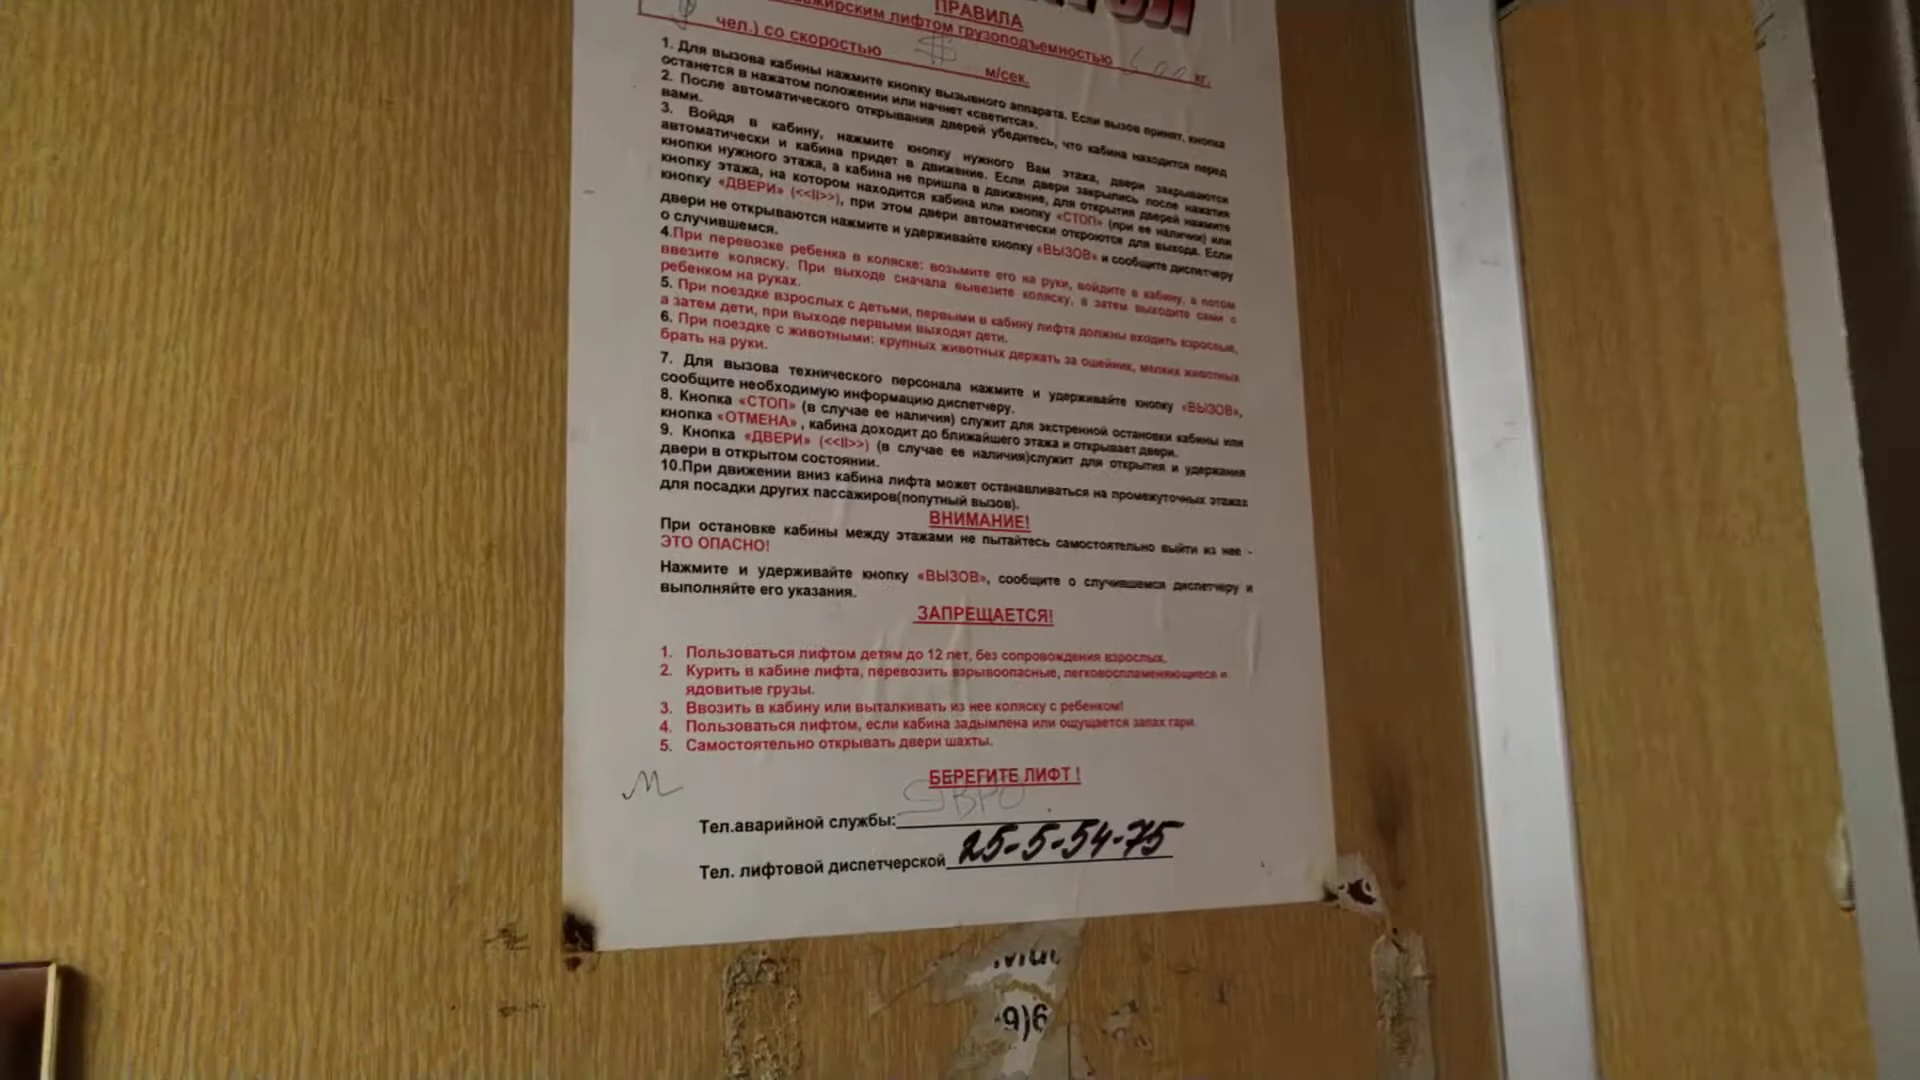 ПРАВИЛА
лифтом грузоподъемностью 600 кг.
чел.) со скоростью м/сек.
1. Для вызова кабины нажмите кнопку вызывного аппарата. Если вызов принят, кнопка
останется в нажатом положении или начнет «светится».
2. После автоматического открывания дверей убедитесь, что кабина находится перед
вами.
3. Войдя в кабину, нажмите кнопку нужного Вам этажа, двери закрываются
автоматически и кабина придет в движение. Если двери закрылись после нажатия
кнопки нужного этажа, а кабина не пришла в движение, для открытия дверей нажмите
кнопку этажа, на котором находится кабина или кнопку «СТОП» (при ее наличии) или
кнопку «ДВЕРИ» (<<II>>), при этом двери автоматически откроются для выхода. Если
двери не открываются нажмите и удерживайте кнопку «ВЫЗОВ» и сообщите диспетчеру
о случившемся.
4.При перевозке ребенка в коляске: возьмите его на руки, войдите в кабину, а потом
ввезите коляску. При выходе сначала вывезите коляску, а затем выходите сами с
ребенком на руках.
5. При поездке взрослых с детьми, первыми в кабину лифта должны входить взрослые,
а затем дети, при выходе первыми выходят дети.
6. При поездке с животными: крупных животных держать за ошейник, мелких животных
брать на руки.
7. Для вызова технического персонала нажмите и удерживайте кнопку «ВЫЗОВ»,
сообщите необходимую информацию диспетчеру.
8. Кнопка «СТОП» (в случае ее наличия) служит для экстренной остановки кабины или
кнопка «ОТМЕНА» , кабина доходит до ближайшего этажа и открывает двери.
9. Кнопка «ДВЕРИ» (<<II>>) (в случае ее наличия)служит для открытия и удержания
двери в открытом состоянии.
10.При движении вниз кабина лифта может останавливаться на промежуточных этажах
для посадки других пассажиров(попутный вызов).
ВНИМАНИЕ!
При остановке кабины между этажами не пытайтесь самостоятельно выйти из нее -
ЭТО ОПАСНО!
Нажмите и удерживайте кнопку «ВЫЗОВ», сообщите о случившемся диспетчеру и
выполняйте его указания.
ЗАПРЕЩАЕТСЯ!
1. Пользоваться лифтом детям до 12 лет, без сопровождения взрослых.
2. Курить в кабине лифта, перевозить взрывоопасные, легковоспламеняющиеся и
ядовитые грузы.
3. Ввозить в кабину или выталкивать из нее коляску с ребенком!
4. Пользоваться лифтом, если кабина задымлена или ощущается запах гари.
5. Самостоятельно открывать двери шахты.
БЕРЕГИТЕ ЛИФТ !
Тел.аварийной службы:
Тел. лифтовой диспетчерской 25-5-54-75
-9)6